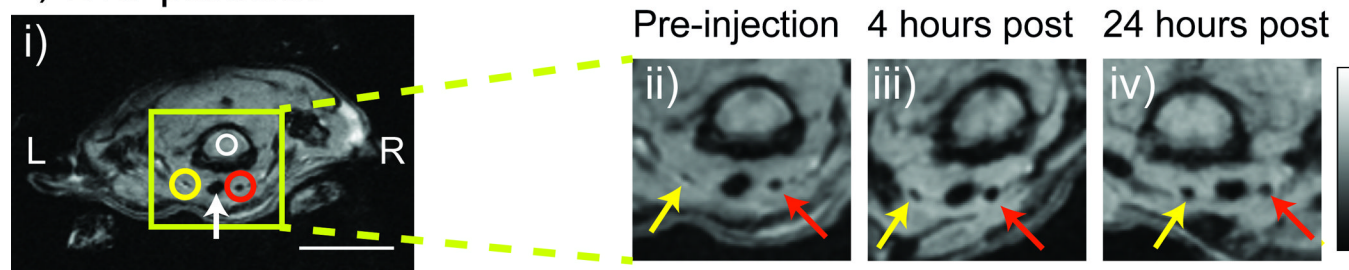 Pre-injection
4 hours post
24 hours post
i)
ii)
iii)
iv)
L
R